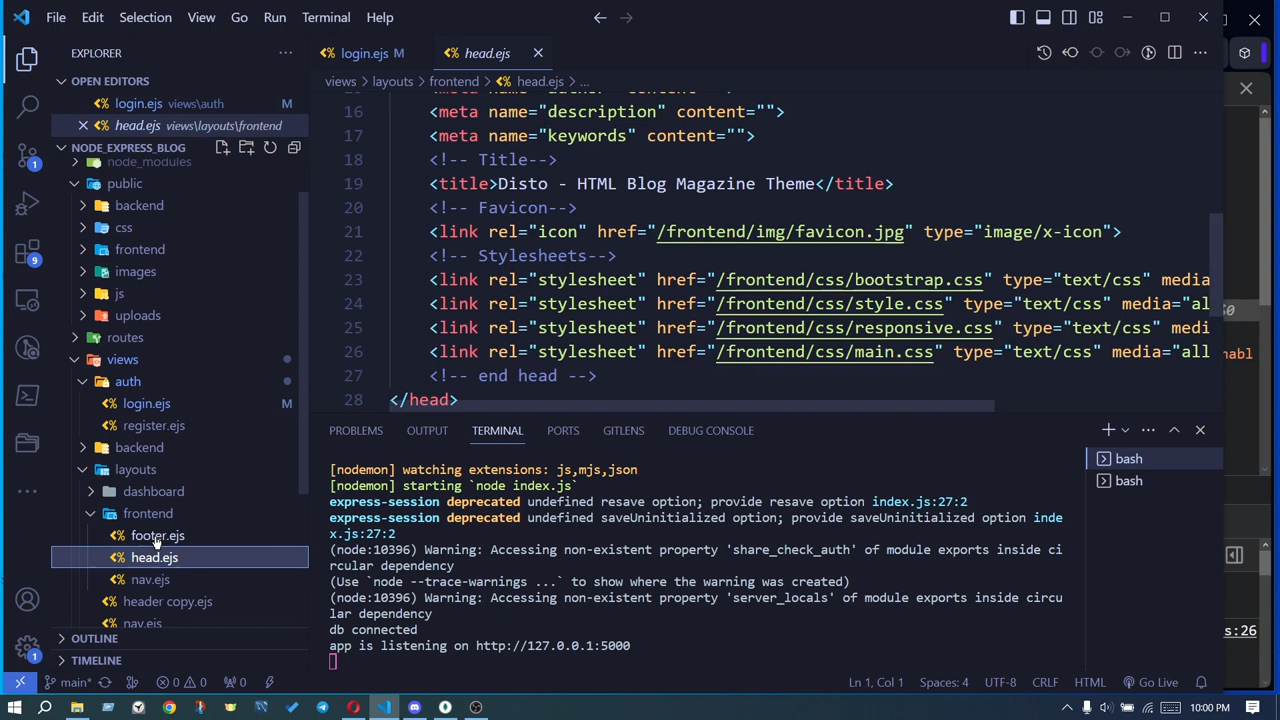 File Edit Selection View Go Run Terminal Help
EXPLORER
OPEN EDITORS
login.ejs views\auth M
head.ejs views\layouts\frontend
NODE_EXPRESS_BLOG
node_modules
public
backend
css
frontend
images
js
uploads
routes
views
auth
login.ejs M
register.ejs
backend
layouts
dashboard
frontend
footer.ejs
head.ejs
nav.ejs
header copy.ejs
nav.ejs
OUTLINE
TIMELINE
1
9
1
login.ejs M
head.ejs
views > layouts > frontend > head.ejs > ...
16 <meta name="description" content="">
17 <meta name="keywords" content="">
18 <!-- Title-->
19 <title>Disto - HTML Blog Magazine Theme</title>
20 <!-- Favicon-->
21 <link rel="icon" href="/frontend/img/favicon.jpg" type="image/x-icon">
22 <!-- Stylesheets-->
23 <link rel="stylesheet" href="/frontend/css/bootstrap.css" type="text/css" media
24 <link rel="stylesheet" href="/frontend/css/style.css" type="text/css" media="al
25 <link rel="stylesheet" href="/frontend/css/responsive.css" type="text/css" medi
26 <link rel="stylesheet" href="/frontend/css/main.css" type="text/css" media="all
27 <!-- end head -->
28 </head>
PROBLEMS OUTPUT TERMINAL PORTS GITLENS DEBUG CONSOLE
[nodemon] watching extensions: js,mjs,json
[nodemon] starting `node index.js`
express-session deprecated undefined resave option; provide resave option index.js:27:2
express-session deprecated undefined saveUninitialized option; provide saveUninitialized option inde
x.js:27:2
(node:10396) Warning: Accessing non-existent property 'share_check_auth' of module exports inside ci
rcular dependency
(Use `node --trace-warnings ...` to show where the warning was created)
(node:10396) Warning: Accessing non-existent property 'server_locals' of module exports inside circu
lar dependency
db connected
app is listening on http://127.0.0.1:5000
bash
bash
nabl
s:26
main* 0 0 0 Ln 1, Col 1 Spaces: 4 UTF-8 CRLF HTML Go Live
10:00 PM